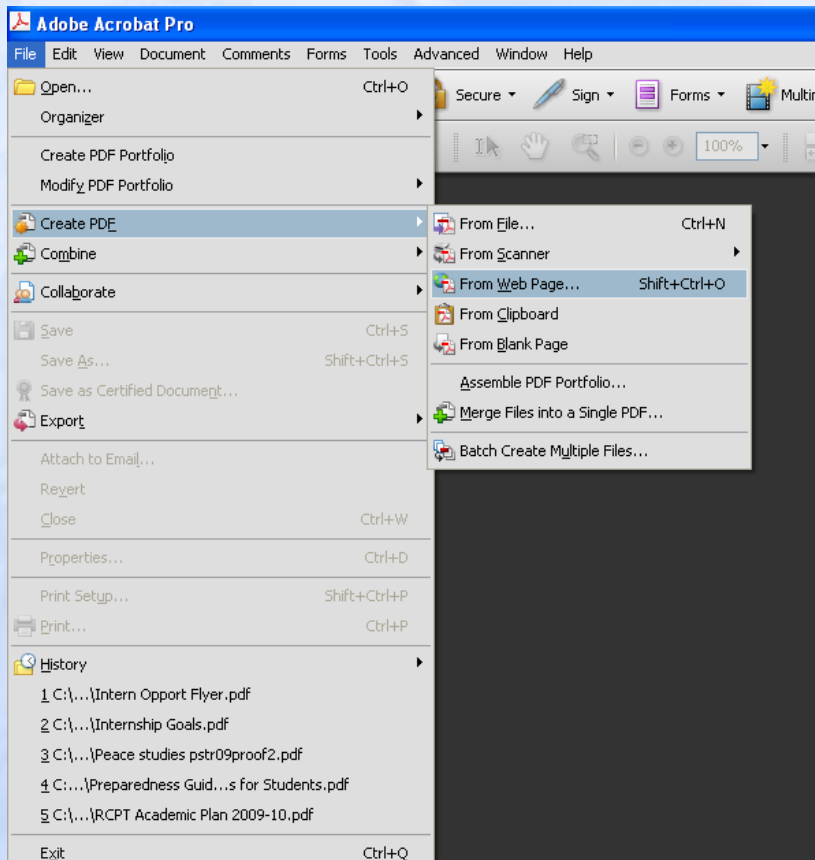 Adobe Acrobat Pro
File Edit View Document Comments Forms Tools Advanced Window Help
Open... Ctrl+O
Secure Sign Forms
Organizer
100%
Create PDF Portfolio
Modify PDF Portfolio
Create PDF
Combine
Collaborate
Save Ctrl+S
Save As... Shift+Ctrl+S
Save as Certified Document...
Export
Attach to Email...
Revert
Close Ctrl+W
Properties... Ctrl+D
Print Setup... Shift+Ctrl+P
Print... Ctrl+P
History
1 C:\...\Intern Opport Flyer.pdf
2 C:\...\Internship Goals.pdf
3 C:\...\Peace studies pstr09proof2.pdf
4 C:...\Preparedness Guid...s for Students.pdf
5 C:\...\RCPT Academic Plan 2009-10.pdf
Exit Ctrl+Q
From File... Ctrl+N
From Scanner
From Web Page... Shift+Ctrl+O
From Clipboard
From Blank Page
Assemble PDF Portfolio...
Merge Files into a Single PDF...
Batch Create Multiple Files...